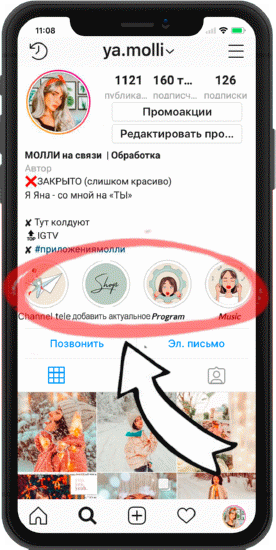 11:08
ya.molli
1121 160 т... 126
публика... подписч... подписки
Промоакции
Редактировать про...
МОЛЛИ на связи | Обработка
Автор
❌ЗАКРЫТО (слишком красиво)
Я Яна - со мной на «ТЫ»
✘ Тут колдуют
IGTV
✘ #приложениямолли
Shop
Channel tele добавить актуальное Program Music
Позвонить Эл. письмо